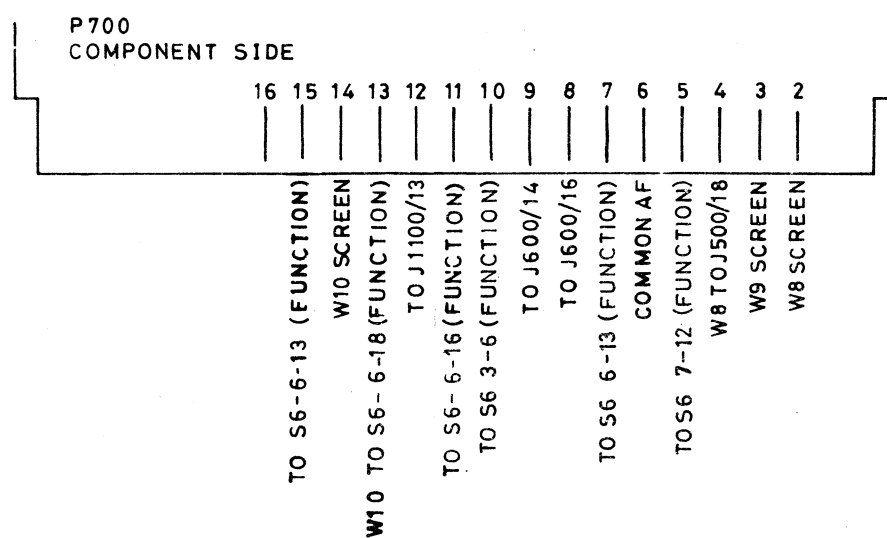 P700
COMPONENT SIDE
16 15 14 13 12 11 10 9 8 7 6 5 4 3 2
TO S6-6-13 (FUNCTION)
W10 SCREEN
W10 TO S6-6-18 (FUNCTION)
TO J1100/13
TO S6-6-16 (FUNCTION)
TO S6 3-6 (FUNCTION)
TO J600/14
TO J600/16
TO S6 6-13 (FUNCTION)
COMMON AF
TO S6 7-12 (FUNCTION)
W8 TO J500/18
W9 SCREEN
W8 SCREEN